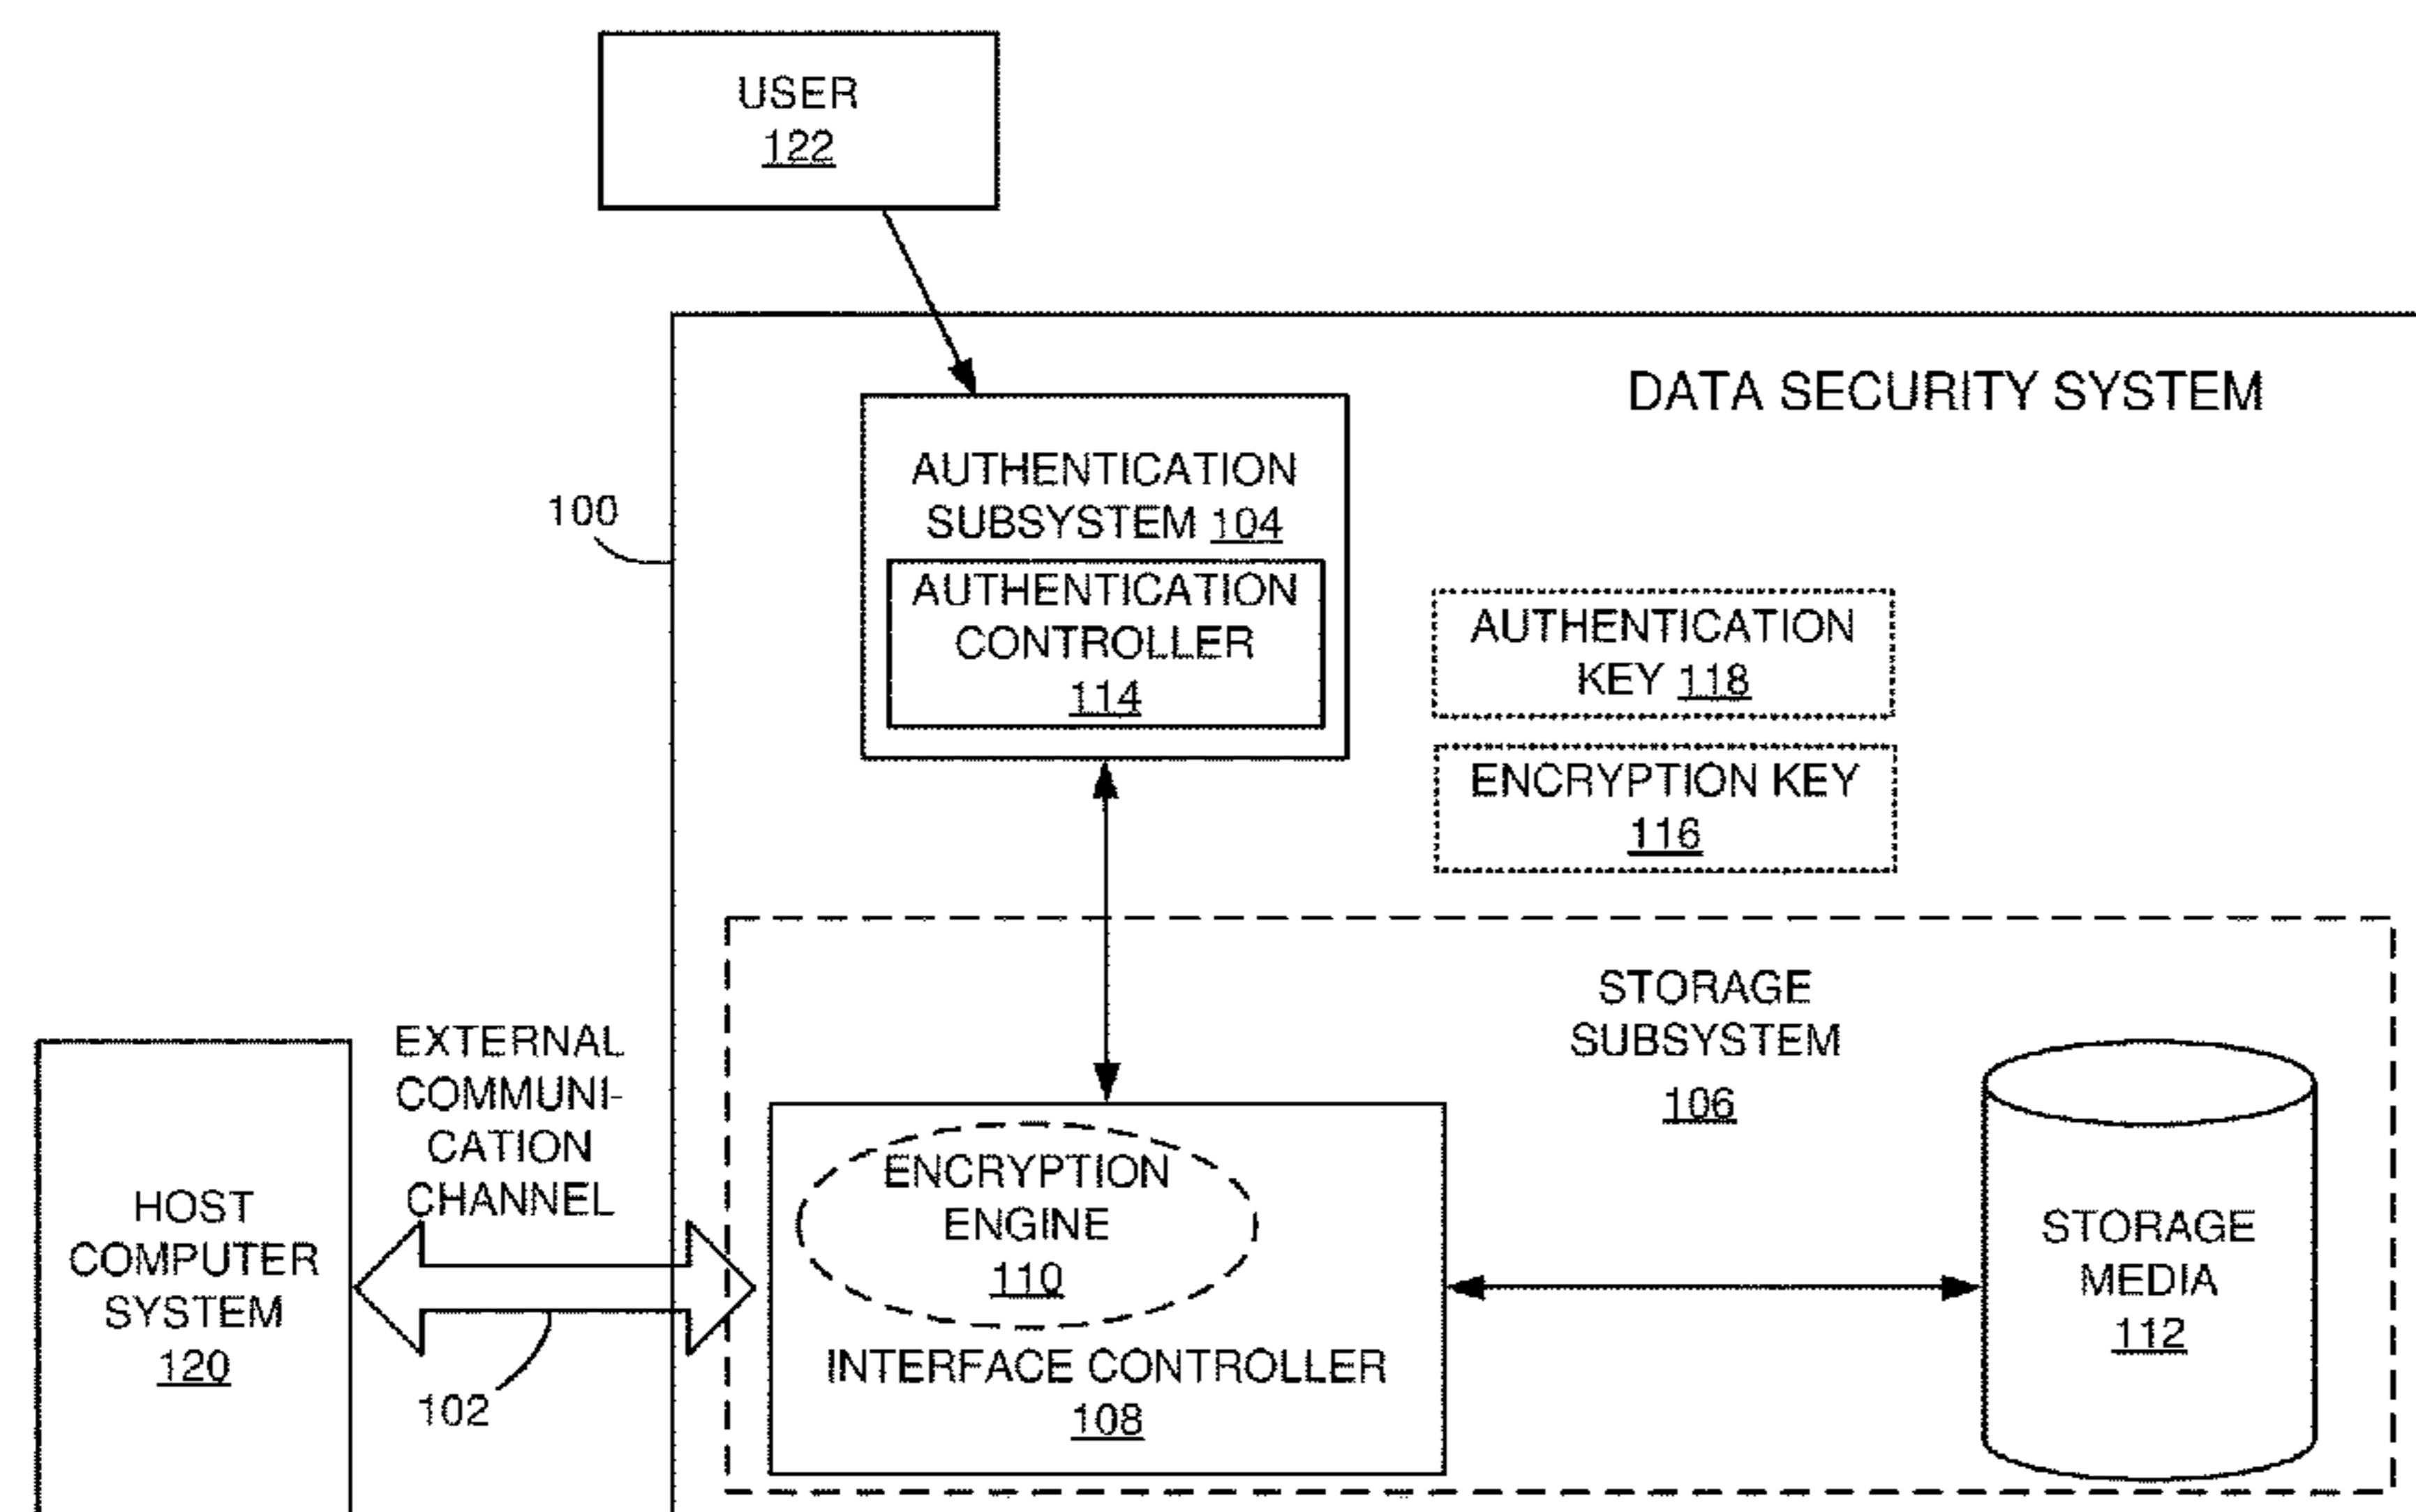 USER
122
DATA SECURITY SYSTEM
100
AUTHENTICATION
SUBSYSTEM 104
AUTHENTICATION
CONTROLLER
114
AUTHENTICATION
KEY 118
ENCRYPTION KEY
116
STORAGE
SUBSYSTEM
106
EXTERNAL
COMMUNI-
CATION
CHANNEL
HOST
COMPUTER
SYSTEM
120
102
ENCRYPTION
ENGINE
110
INTERFACE CONTROLLER
108
STORAGE
MEDIA
112